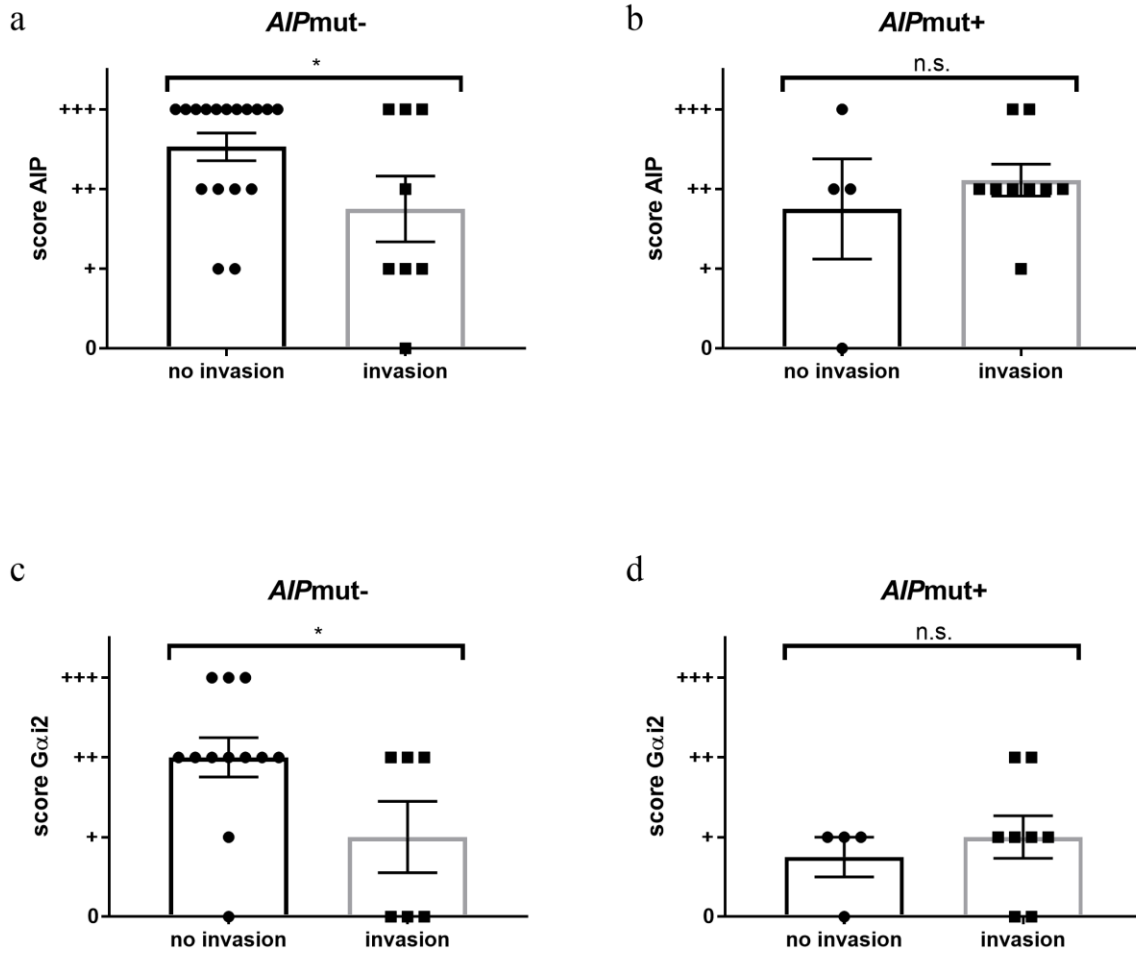 a
AIPmut-
*
+++
++
+
0
score AIP
no invasion
invasion
b
AIPmut+
n.s.
+++
++
+
0
score AIP
no invasion
invasion
c
AIPmut-
*
+++
++
+
0
score Gαi2
no invasion
invasion
d
AIPmut+
n.s.
+++
++
+
0
score Gαi2
no invasion
invasion